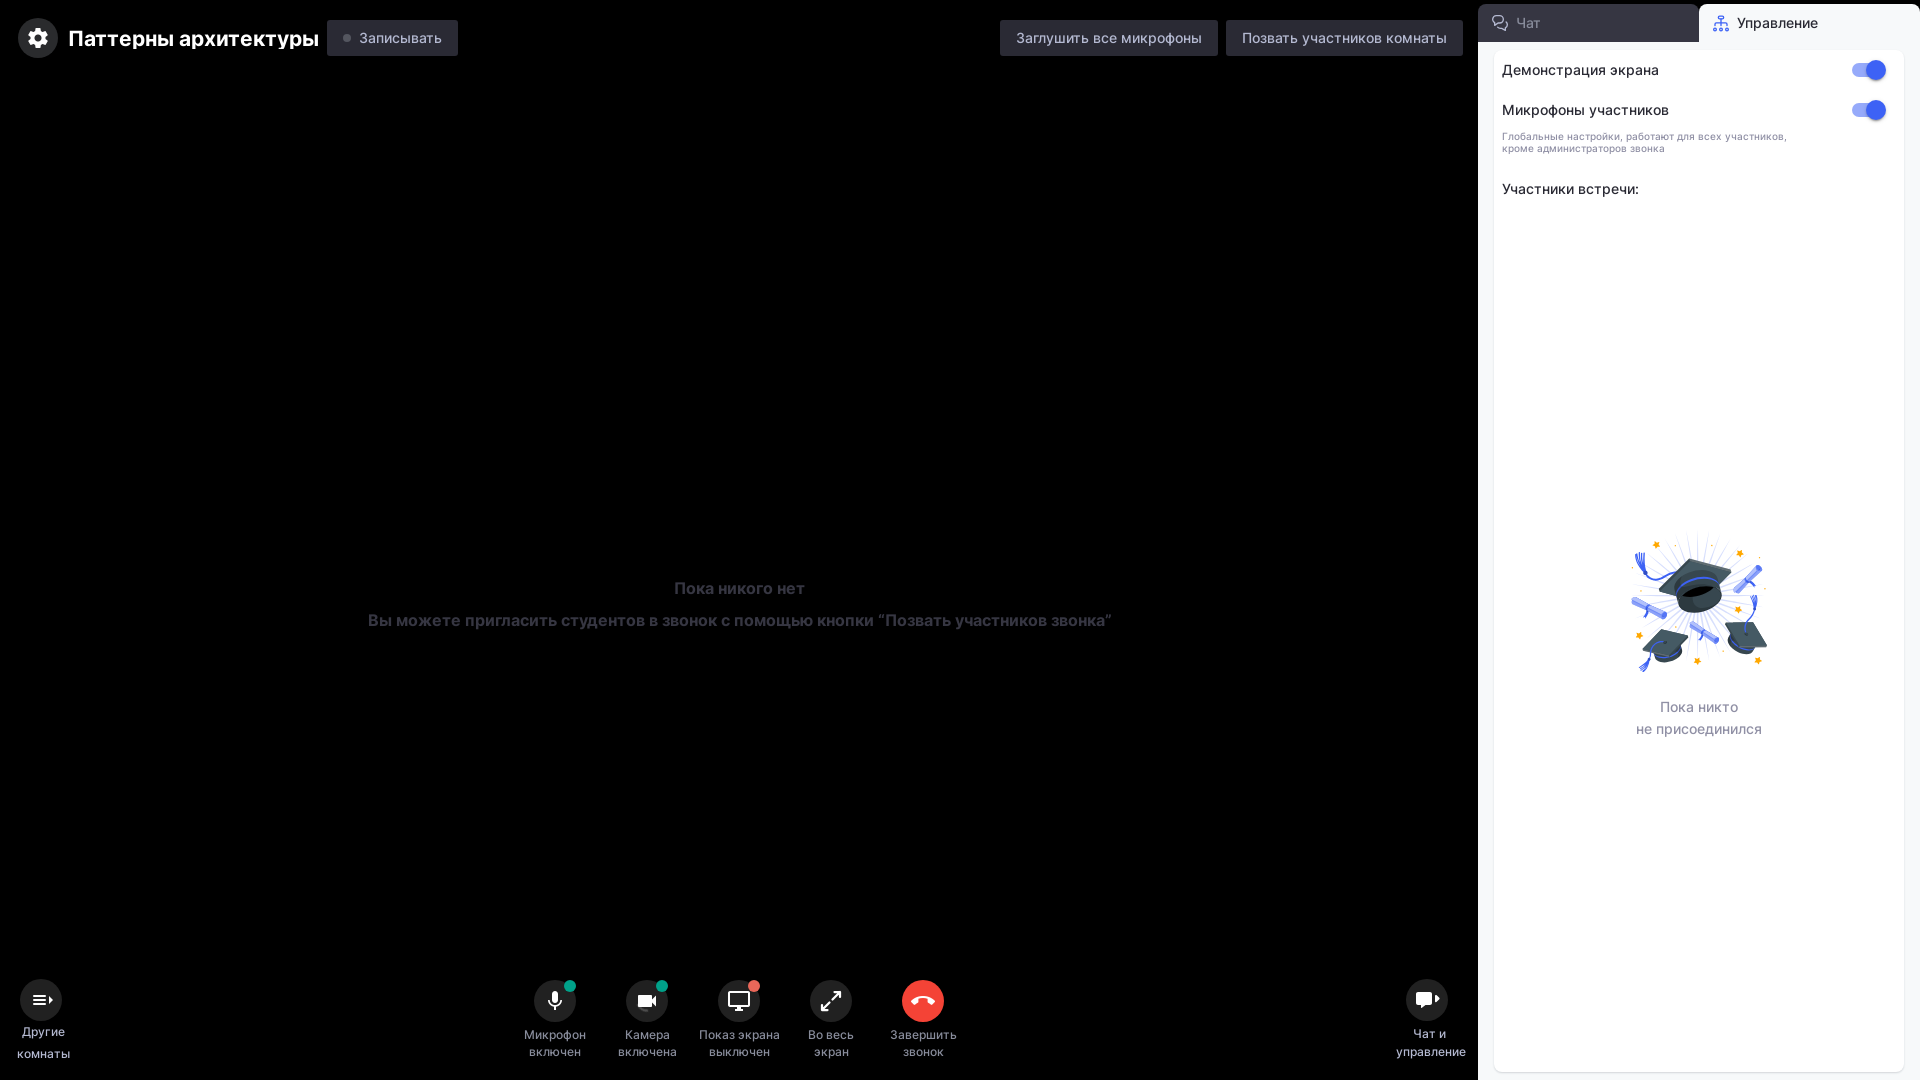 Паттерны архитектуры
Записывать
Заглушить все микрофоны
Позвать участников комнаты
Чат
Управление
Демонстрация экрана
Микрофоны участников
Глобальные настройки, работают для всех участников,
кроме администраторов звонка
Участники встречи:
Пока никого нет
Вы можете пригласить студентов в звонок с помощью кнопки “Позвать участников звонка”
Пока никто
не присоединился
Другие
комнаты
Микрофон
включен
Камера
включена
Показ экрана
выключен
Во весь
экран
Завершить
звонок
Чат и
управление